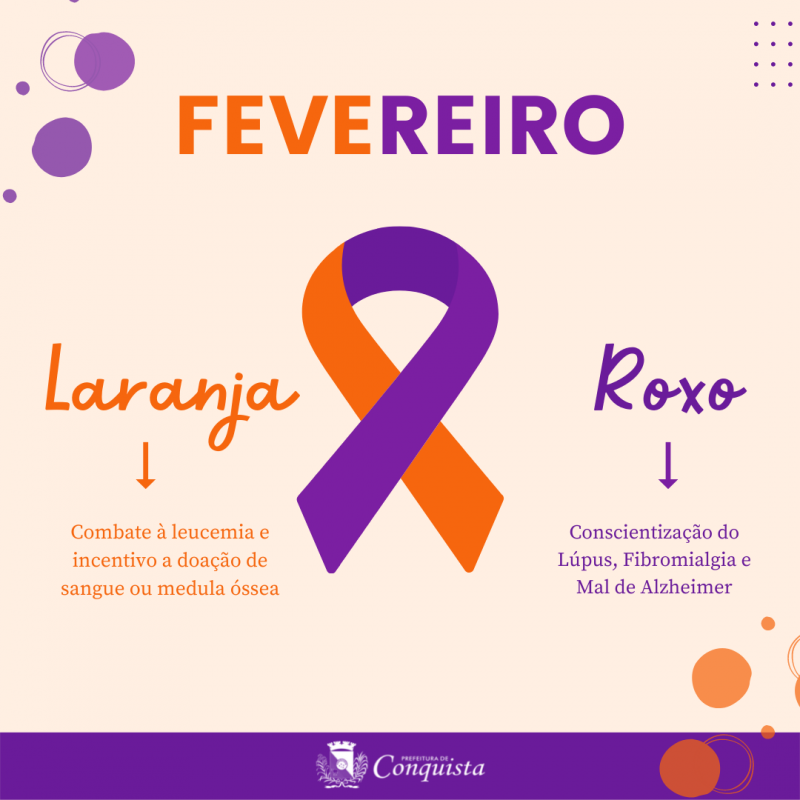 FEVEREIRO
Laranja
Combate à leucemia e
incentivo a doação de
sangue ou medula óssea
Roxo
Conscientização do
Lúpus, Fibromialgia e
Mal de Alzheimer
PREFEITURA DE
Conquista